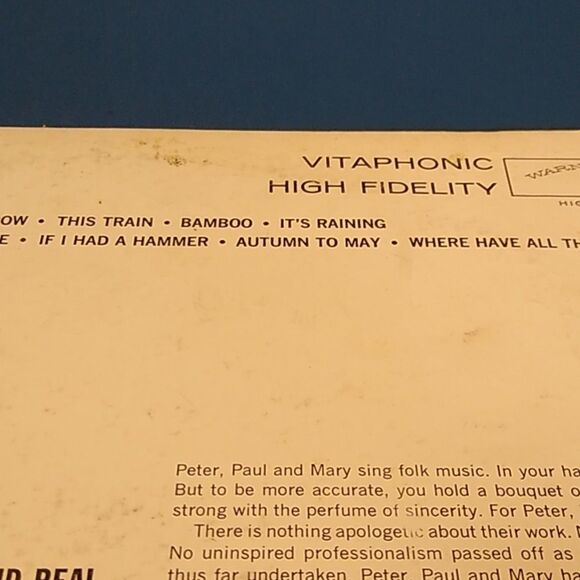 VITAPHONIC
HIGH FIDELITY
WARN
HIG
OW • THIS TRAIN • BAMBOO • IT'S RAINING
E • IF I HAD A HAMMER • AUTUMN TO MAY • WHERE HAVE ALL TH
Peter, Paul and Mary sing folk music. In your ha
But to be more accurate, you hold a bouquet o
strong with the perfume of sincerity. For Peter,
There is nothing apologetic about their work.
No uninspired professionalism passed off as
thus far undertaken. Peter, Paul and Mary ha
REAL